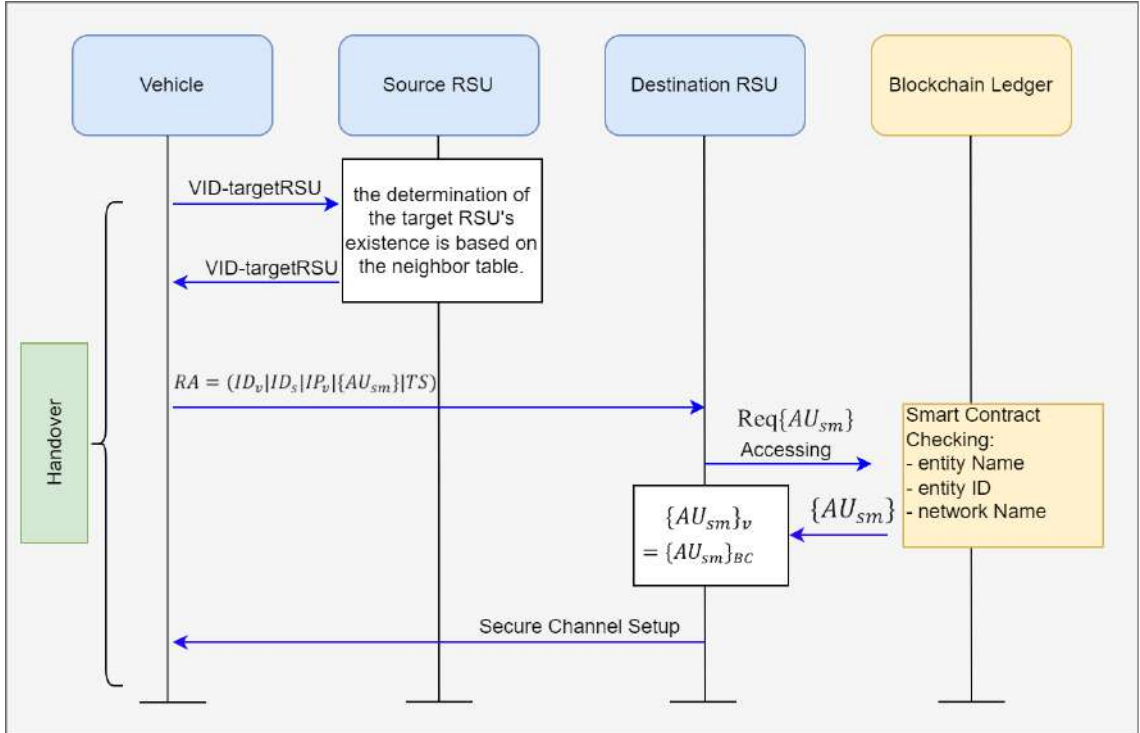 Vehicle
Source RSU
Destination RSU
Blockchain Ledger
VID-targetRSU
the determination of
the target RSU's
existence is based on
the neighbor table.
VID-targetRSU
Handover
RA = (ID_v|ID_s|IP_v|{AU_sm}|TS)
Req{AU_sm}
Accessing
Smart Contract
Checking:
- entity Name
- entity ID
- network Name
{AU_sm}
{AU_sm}_v
= {AU_sm}_BC
Secure Channel Setup